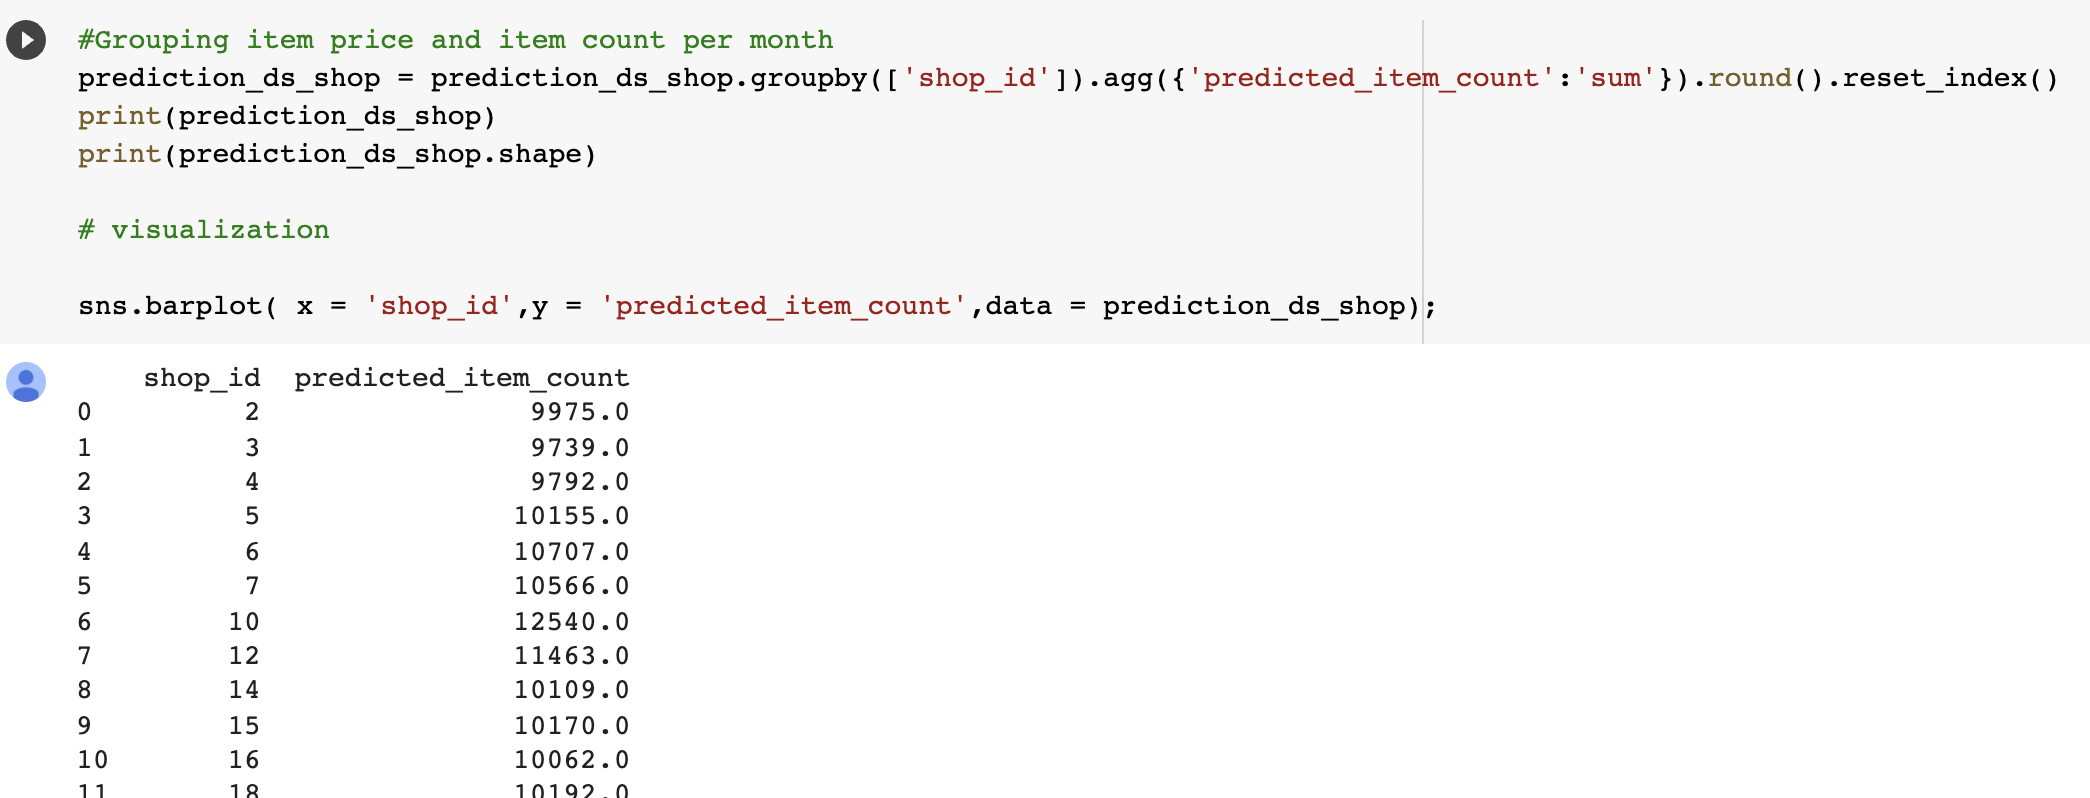 #Grouping item price and item count per month
prediction_ds_shop = prediction_ds_shop.groupby(['shop_id']).agg({'predicted_item_count':'sum'}).round().reset_index()
print(prediction_ds_shop)
print(prediction_ds_shop.shape)
# visualization
sns.barplot( x = 'shop_id',y = 'predicted_item_count',data = prediction_ds_shop);
shop_id predicted_item_count
0 2 9975.0
1 3 9739.0
2 4 9792.0
3 5 10155.0
4 6 10707.0
5 7 10566.0
6 10 12540.0
7 12 11463.0
8 14 10109.0
9 15 10170.0
10 16 10062.0
11 18 10192.0